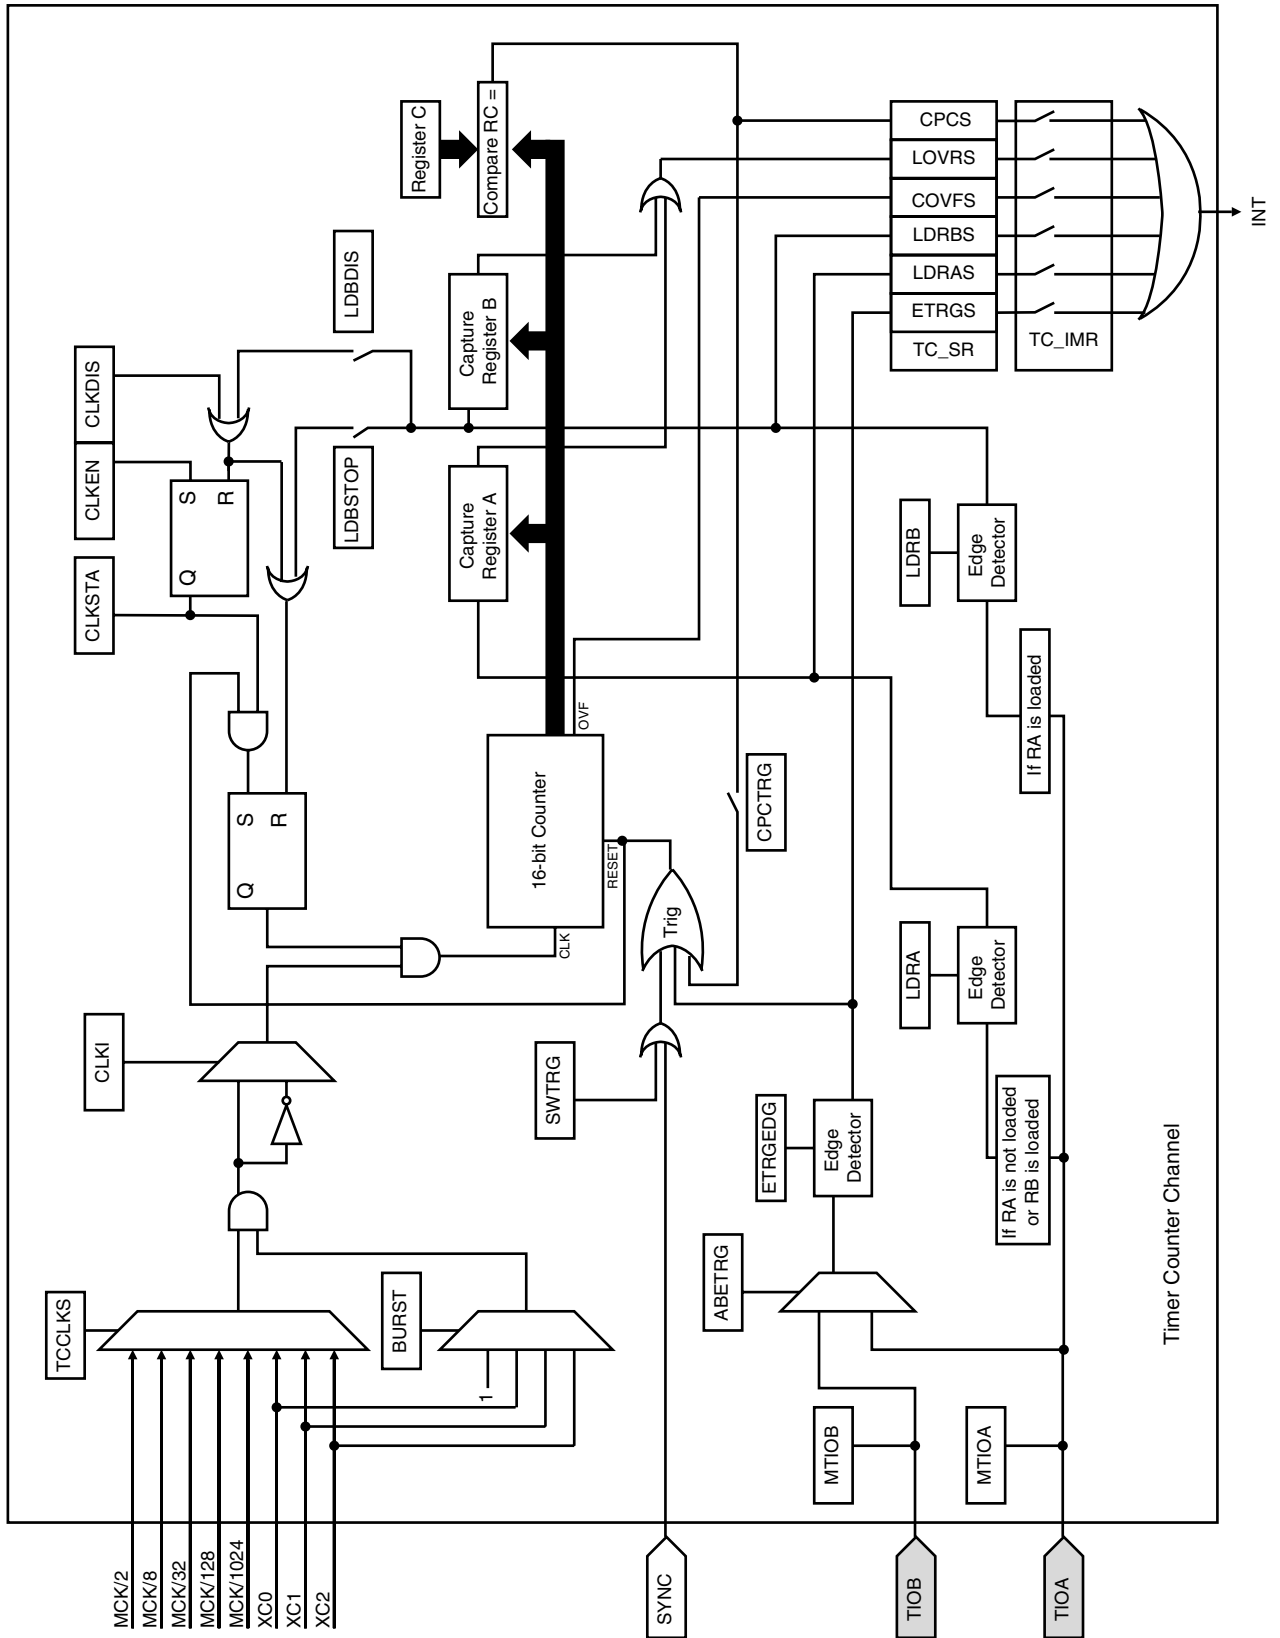 TCCLKS
MCK/2
MCK/8
MCK/32
MCK/128
MCK/1024
XC0
XC1
XC2
BURST
1
CLKI
CLKSTA
CLKEN
CLKDIS
Q
S
R
Q
S
R
LDBSTOP
LDBDIS
16-bit Counter
CLK
OVF
RESET
Capture
Register A
Capture
Register B
Register C
Compare RC =
SYNC
SWTRG
Trig
CPCTRG
ABETRG
ETRGEDG
Edge
Detector
MTIOB
TIOB
MTIOA
TIOA
LDRA
Edge
Detector
If RA is not loaded
or RB is loaded
LDRB
Edge
Detector
If RA is loaded
CPCS
LOVRS
COVFS
LDRBS
LDRAS
ETRGS
TC_SR
TC_IMR
INT
Timer Counter Channel